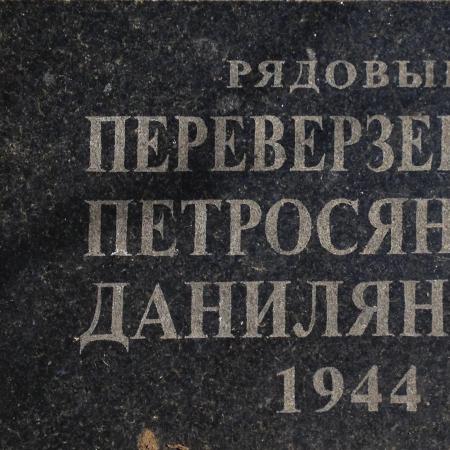 РЯДОВЫ
ПЕРЕВЕРЗЕ
ПЕТРОСЯН
ДАНИЛЯН
1944